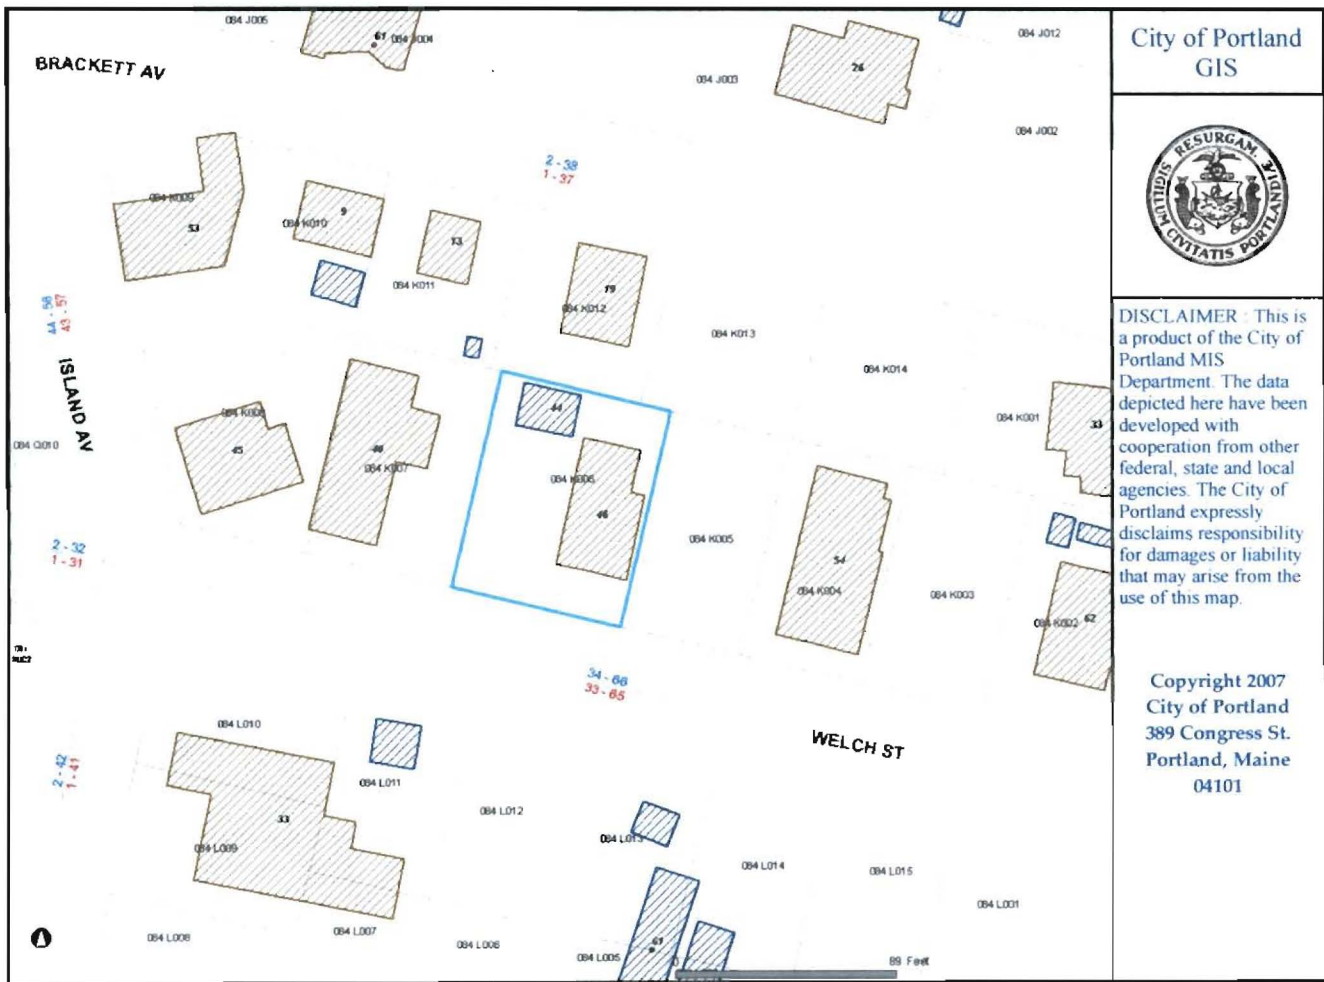 084 J005
61
084 J004
084 J012
BRACKETT AV
084 J003
26
084 J002
2 - 38
1 - 37
084 K009
53
084 K010
9
13
084 K011
19
084 K012
084 K013
084 K014
44 - 58
43 - 57
ISLAND AV
084 K008
45
084 Q010
084 K007
44
084 K006
46
084 K001
33
084 K005
54
084 K004
084 K003
084 K002
62
2 - 32
1 - 31
34 - 66
33 - 65
WELCH ST
084 L010
2 - 42
1 - 41
33
084 L009
084 L011
084 L012
084 L013
084 L014
084 L015
084 L001
084 L008
084 L007
084 L006
084 L005
61
0
89 Feet
City of Portland
GIS
RESURGAM.
SIGILLUM CIVITATIS PORTLANDIÆ
DISCLAIMER : This is
a product of the City of
Portland MIS
Department. The data
depicted here have been
developed with
cooperation from other
federal, state and local
agencies. The City of
Portland expressly
disclaims responsibility
for damages or liability
that may arise from the
use of this map.
Copyright 2007
City of Portland
389 Congress St.
Portland, Maine
04101